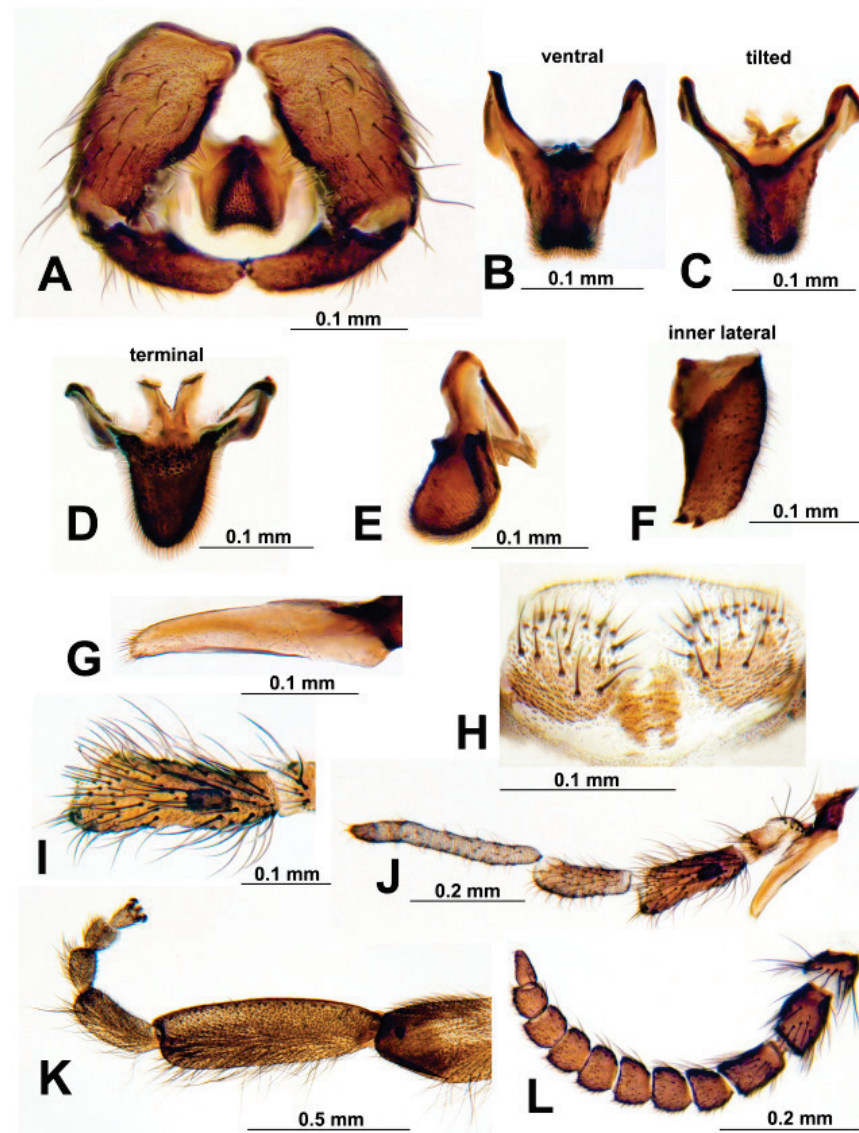 ventral
tilted
A
B
C
0.1 mm
0.1 mm
0.1 mm
terminal
inner lateral
D
E
F
0.1 mm
0.1 mm
0.1 mm
G
0.1 mm
H
0.1 mm
I
0.1 mm
J
0.2 mm
K
0.5 mm
L
0.2 mm